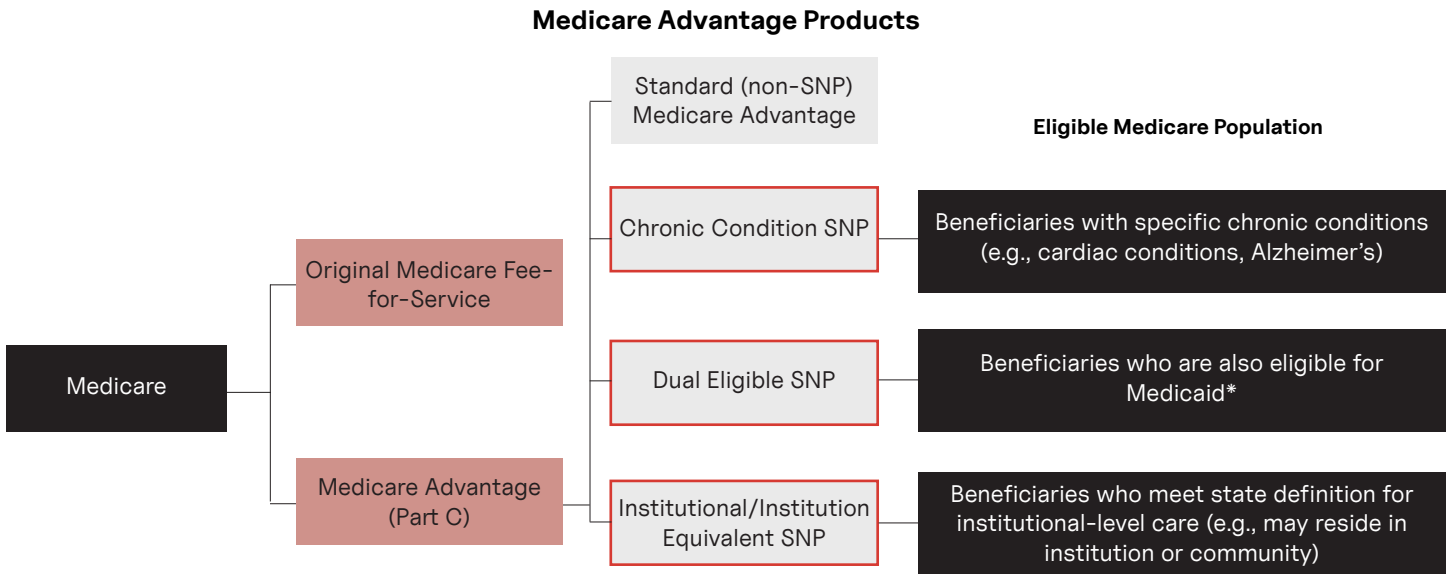 Medicare Advantage Products
Standard (non-SNP)
Medicare Advantage
Eligible Medicare Population
Chronic Condition SNP
Beneficiaries with specific chronic conditions
(e.g., cardiac conditions, Alzheimer’s)
Original Medicare Fee-
for-Service
Medicare
Dual Eligible SNP
Beneficiaries who are also eligible for
Medicaid*
Medicare Advantage
(Part C)
Institutional/Institution
Equivalent SNP
Beneficiaries who meet state definition for
institutional-level care (e.g., may reside in
institution or community)